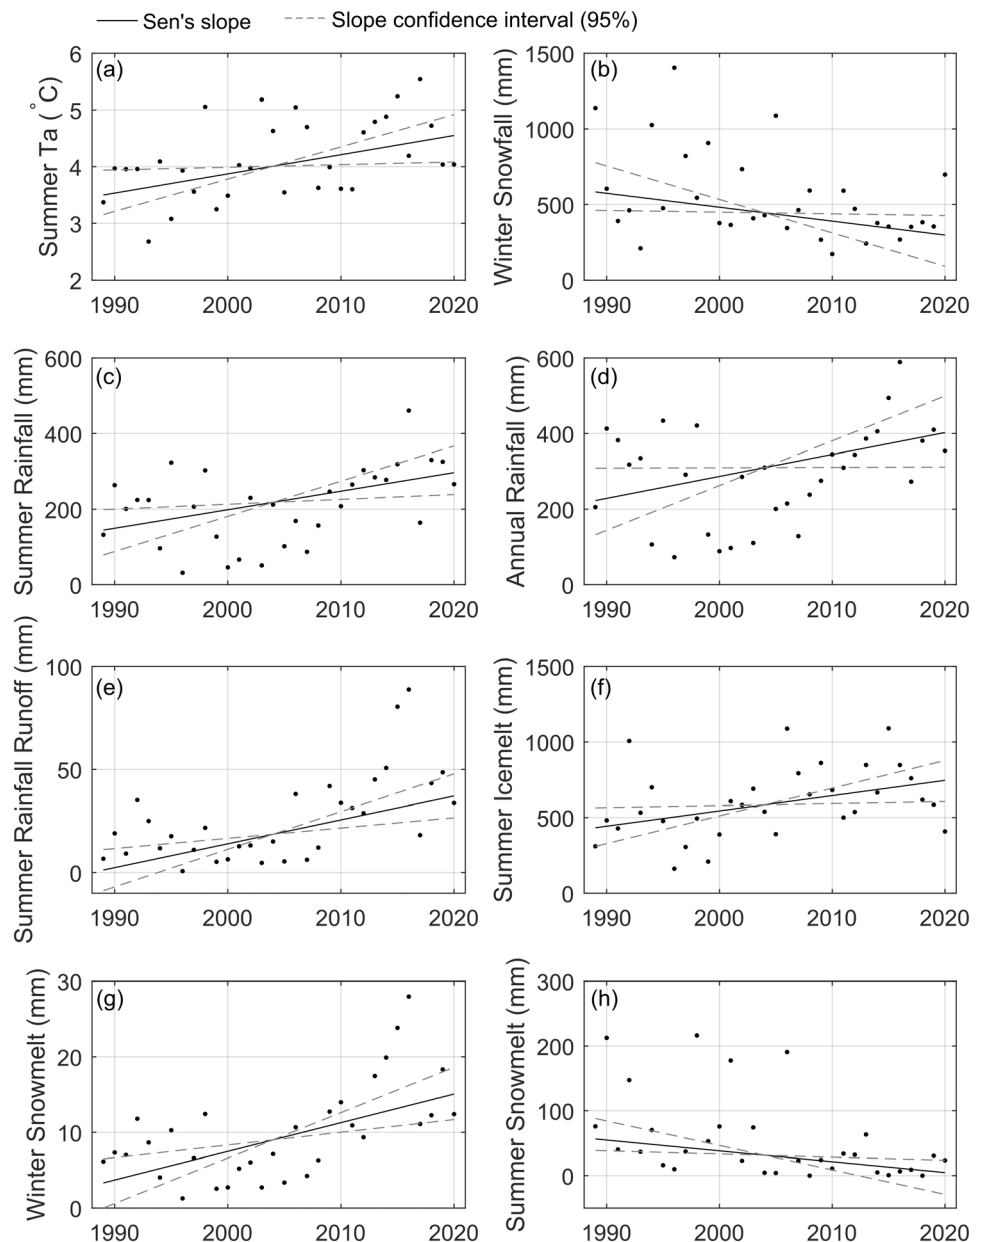 Sen's slope Slope confidence interval (95%)
(a)
Summer Ta (°C)
6
5
4
3
2
1990 2000 2010 2020
(b)
Winter Snowfall (mm)
1500
1000
500
0
1990 2000 2010 2020
(c)
Summer Rainfall (mm)
600
400
200
0
1990 2000 2010 2020
(d)
Annual Rainfall (mm)
600
400
200
0
1990 2000 2010 2020
(e)
Summer Rainfall Runoff (mm)
100
50
0
1990 2000 2010 2020
(f)
Summer Icemelt (mm)
1500
1000
500
0
1990 2000 2010 2020
(g)
Winter Snowmelt (mm)
30
20
10
0
1990 2000 2010 2020
(h)
Summer Snowmelt (mm)
300
200
100
0
1990 2000 2010 2020